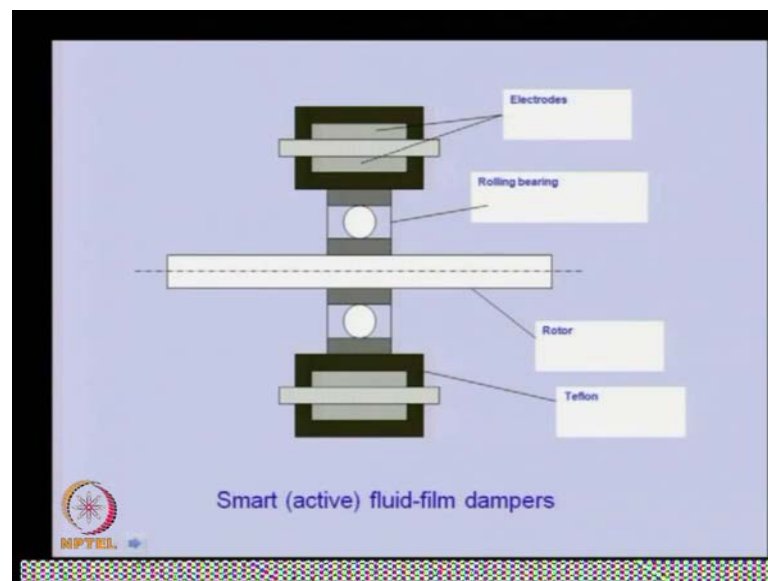 Electrodes
Rolling bearing
Rotor
Teflon
Smart (active) fluid-film dampers
NPTEL